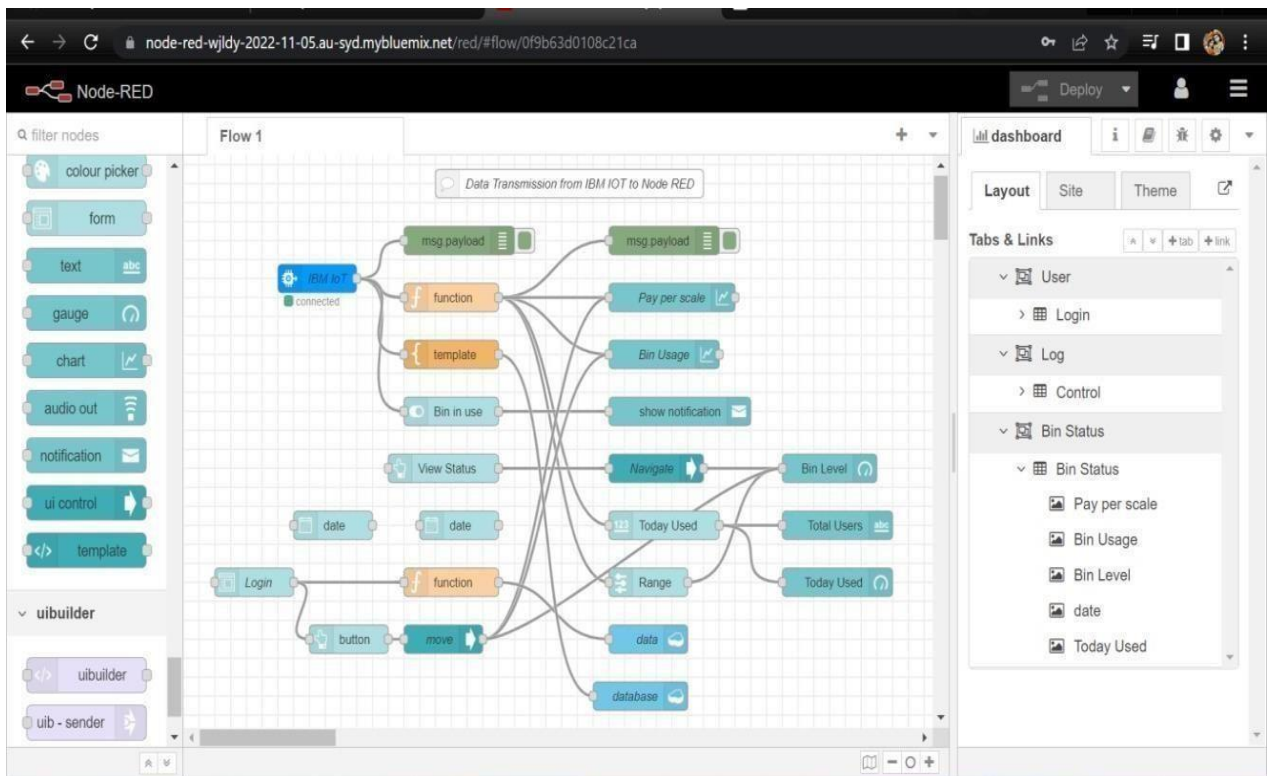 node-red-wjldy-2022-11-05.au-syd.mybluemix.net/red/#flow/0f9b63d0108c21ca
Node-RED
Deploy
filter nodes
colour picker
form
text
abc
gauge
chart
audio out
notification
ui control
</> template
uibuilder
</> uibuilder
uib - sender
Flow 1
Data Transmission from IBM IOT to Node RED
msg.payload
msg.payload
IBM IoT
connected
f function
Pay per scale
{ template
Bin Usage
Bin in use
show notification
View Status
Navigate
Bin Level
date
date
123 Today Used
Total Users abc
Login
f function
Range
Today Used
button
move
data
database
dashboard
i
Layout
Site
Theme
Tabs & Links
+ tab
+ link
User
Login
Log
Control
Bin Status
Bin Status
Pay per scale
Bin Usage
Bin Level
date
Today Used